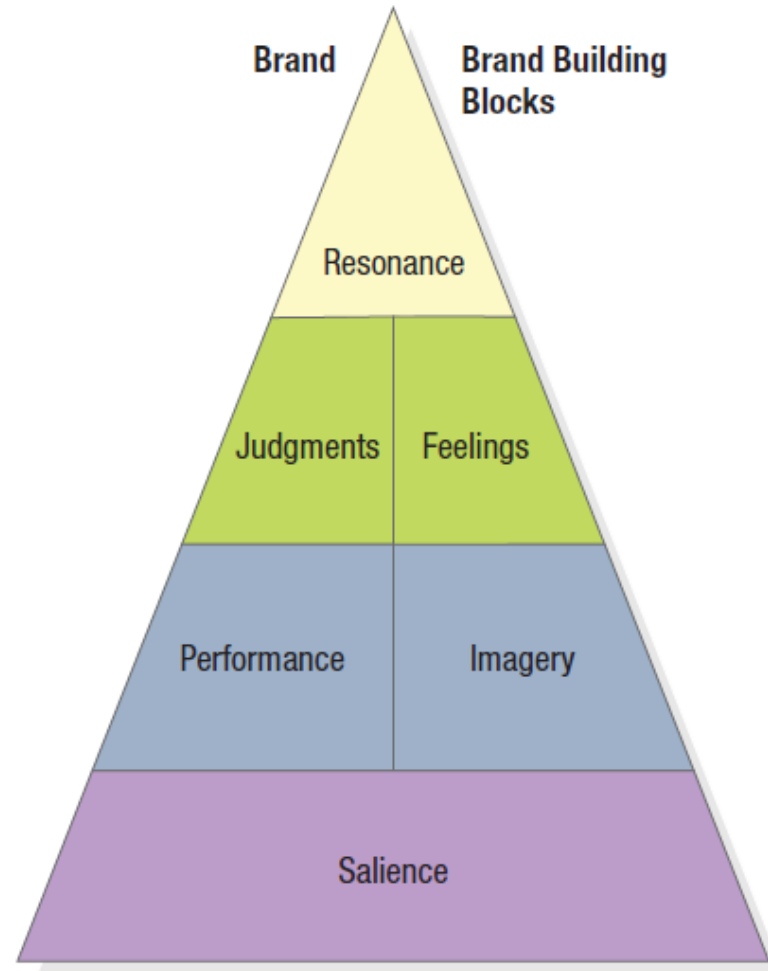 Brand
Brand Building
Blocks
Resonance
Judgments
Feelings
Performance
Imagery
Salience